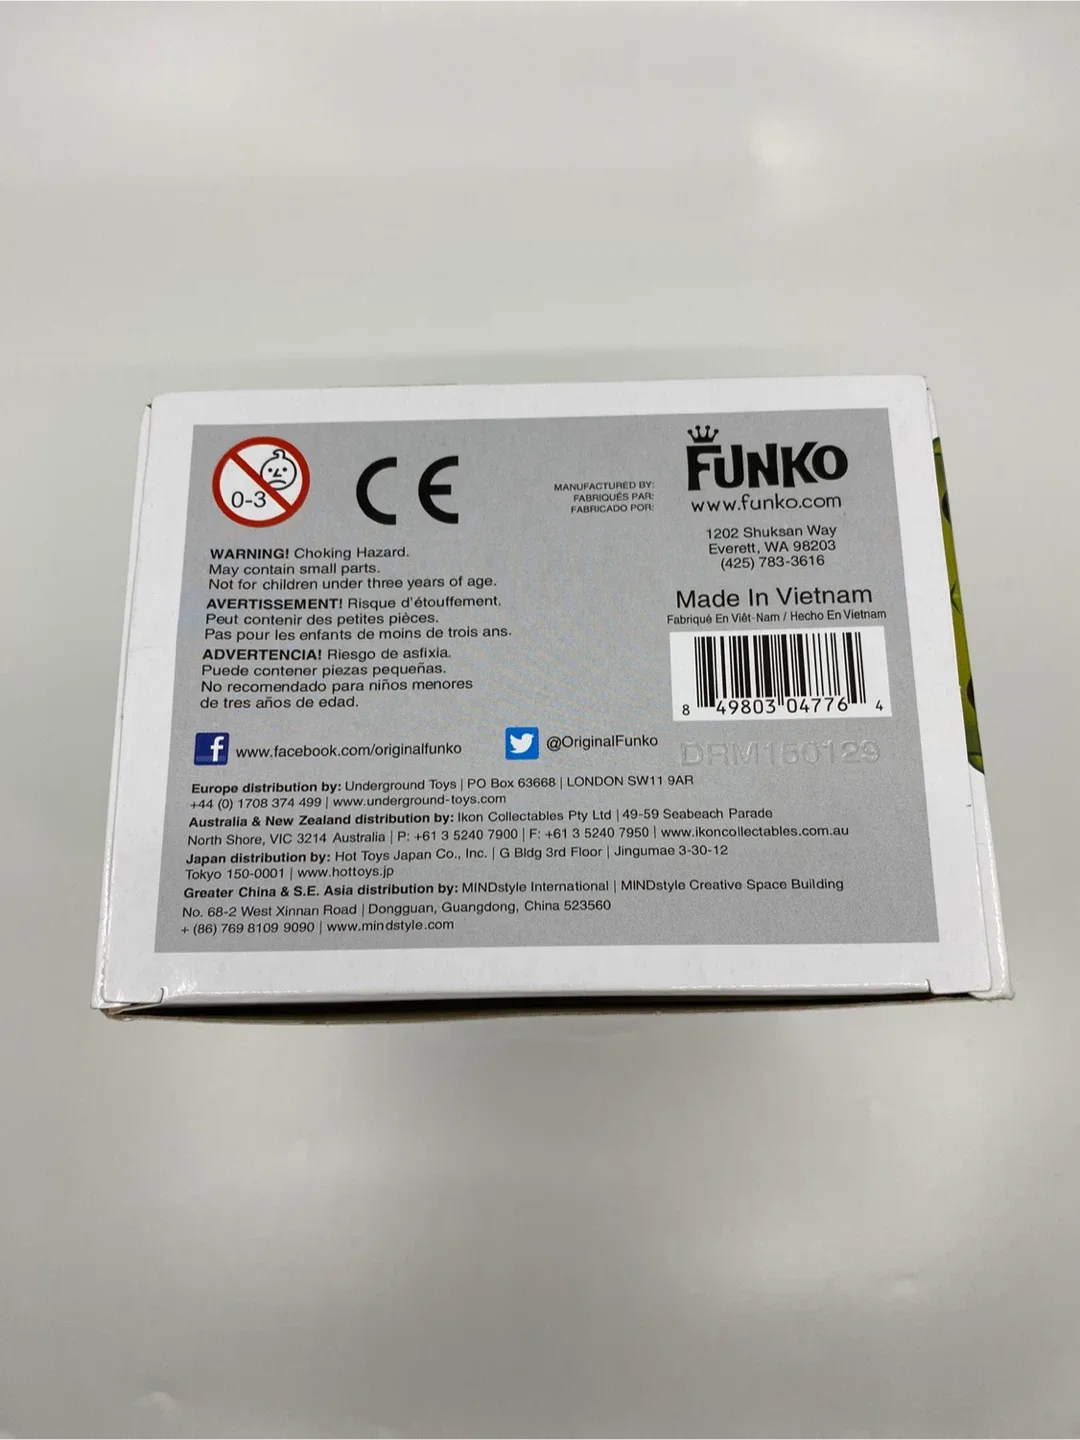 0-3
CE
MANUFACTURED BY:
FABRIQUÉS PAR:
FABRICADO POR:
FUNKO
www.funko.com
1202 Shuksan Way
Everett, WA 98203
(425) 783-3616
Made In Vietnam
Fabriqué En Viêt-Nam / Hecho En Vietnam
8 49803 04776 4
DRM150129
WARNING! Choking Hazard.
May contain small parts.
Not for children under three years of age.
AVERTISSEMENT! Risque d'étouffement.
Peut contenir des petites pièces.
Pas pour les enfants de moins de trois ans.
ADVERTENCIA! Riesgo de asfixia.
Puede contener piezas pequeñas.
No recomendado para niños menores
de tres años de edad.
f www.facebook.com/originalfunko
@OriginalFunko
Europe distribution by: Underground Toys | PO Box 63668 | LONDON SW11 9AR
+44 (0) 1708 374 499 | www.underground-toys.com
Australia & New Zealand distribution by: Ikon Collectables Pty Ltd | 49-59 Seabeach Parade
North Shore, VIC 3214 Australia | P: +61 3 5240 7900 | F: +61 3 5240 7950 | www.ikoncollectables.com.au
Japan distribution by: Hot Toys Japan Co., Inc. | G Bldg 3rd Floor | Jingumae 3-30-12
Tokyo 150-0001 | www.hottoys.jp
Greater China & S.E. Asia distribution by: MINDstyle International | MINDstyle Creative Space Building
No. 68-2 West Xinnan Road | Dongguan, Guangdong, China 523560
+ (86) 769 8109 9090 | www.mindstyle.com